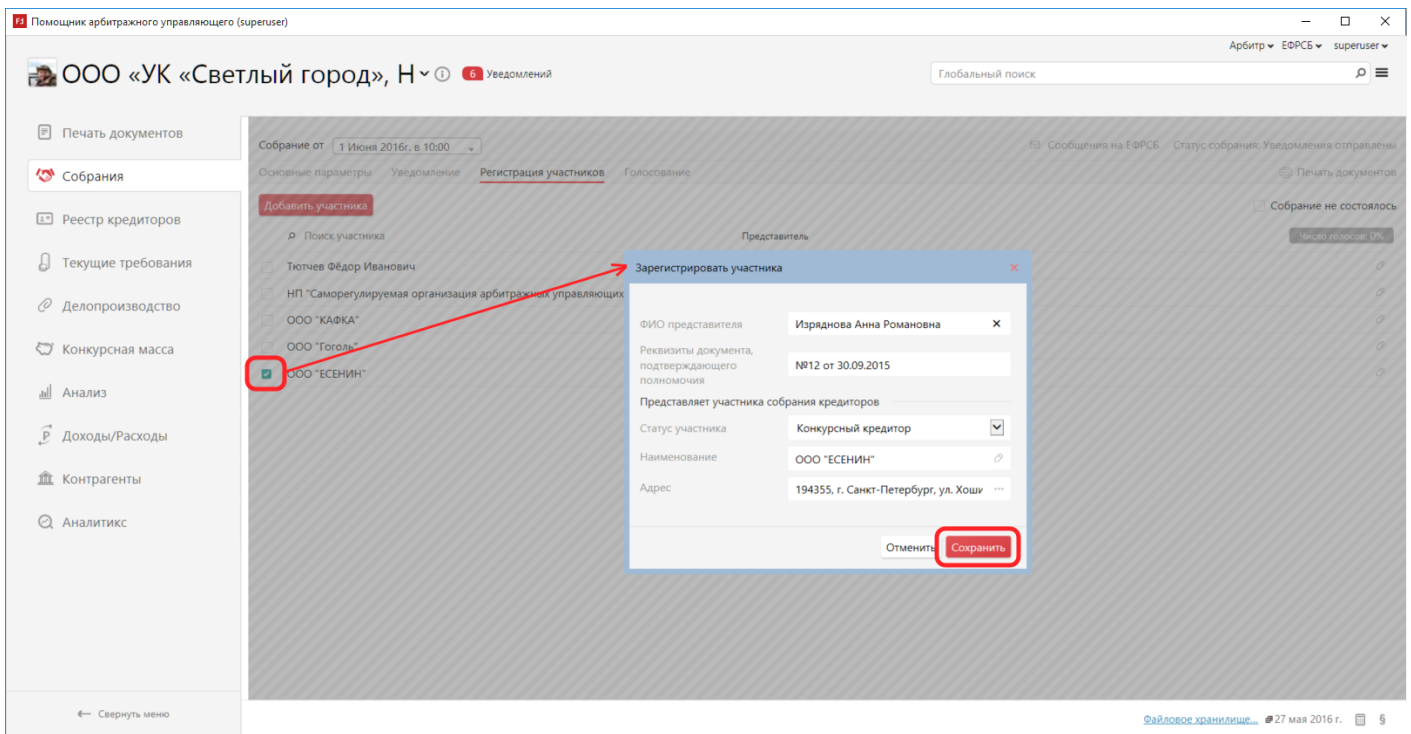 Помощник арбитражного управляющего (superuser)
Арбитр ЕФРСБ superuser
ООО «УК «Светлый город», Н 6 Уведомлений
Глобальный поиск
Печать документов
Собрания
Реестр кредиторов
Текущие требования
Делопроизводство
Конкурсная масса
Анализ
Доходы/Расходы
Контрагенты
Аналитикс
Свернуть меню
Собрание от 1 Июня 2016г. в 10:00
Сообщения на ЕФРСБ Статус собрания: Уведомления отправлены
Основные параметры Уведомление Регистрация участников Голосование
Печать документов
Добавить участника
Собрание не состоялось
Поиск участника Представитель Число голосов: 0%
Тютчев Фёдор Иванович
НП "Саморегулируемая организация арбитражных управляющих
ООО "КАФКА"
ООО "Гоголь"
ООО "ЕСЕНИН"
Зарегистрировать участника
ФИО представителя Изряднова Анна Романовна
Реквизиты документа,
подтверждающего
полномочия
№12 от 30.09.2015
Представляет участника собрания кредиторов
Статус участника Конкурсный кредитор
Наименование ООО "ЕСЕНИН"
Адрес 194355, г. Санкт-Петербург, ул. Хоши ...
Отменить Сохранить
Файловое хранилище... 27 мая 2016 г. §